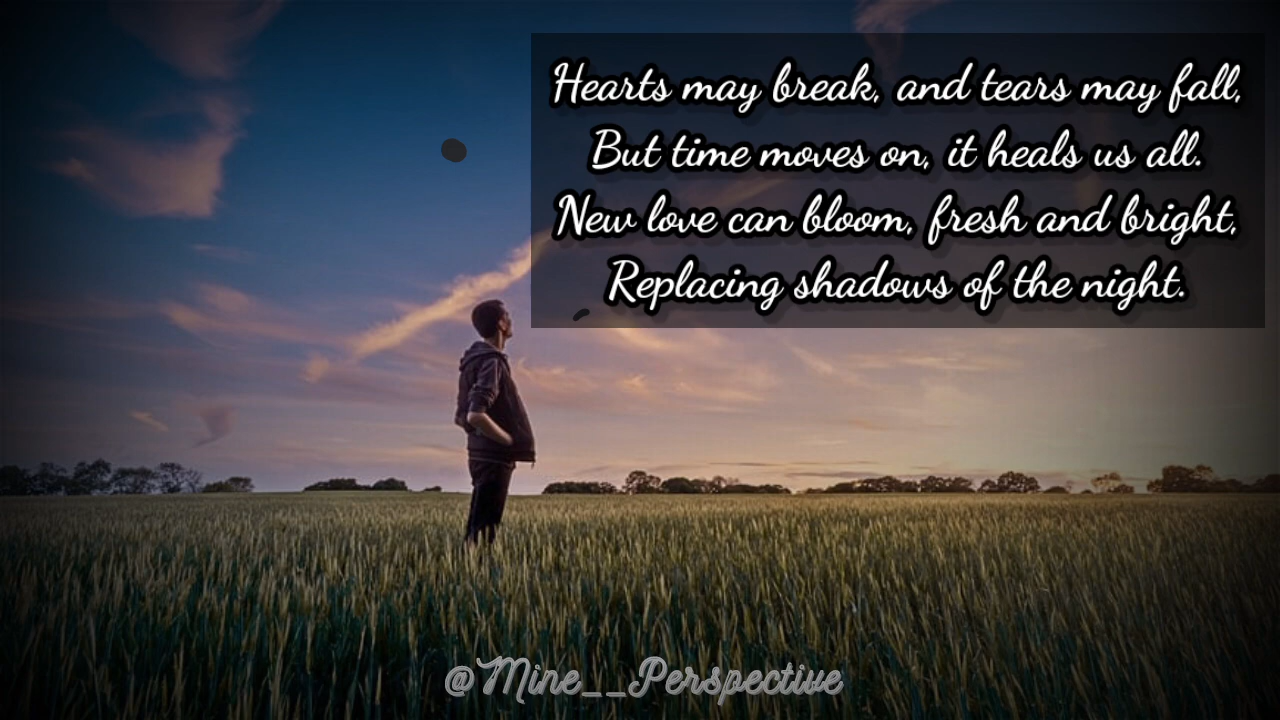 Hearts may break, and tears may fall,
But time moves on, it heals us all.
New love can bloom, fresh and bright,
Replacing shadows of the night.
@Mine__Perspective